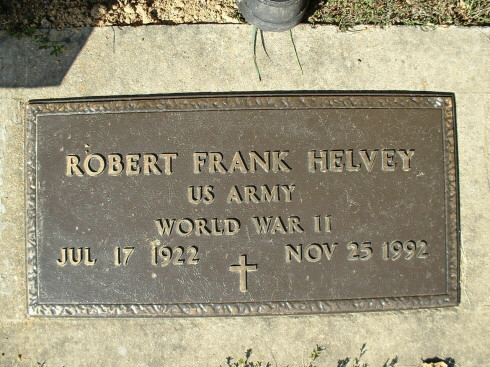 ROBERT FRANK HELVEY
US ARMY
WORLD WAR II
JUL 17 1922 NOV 25 1992